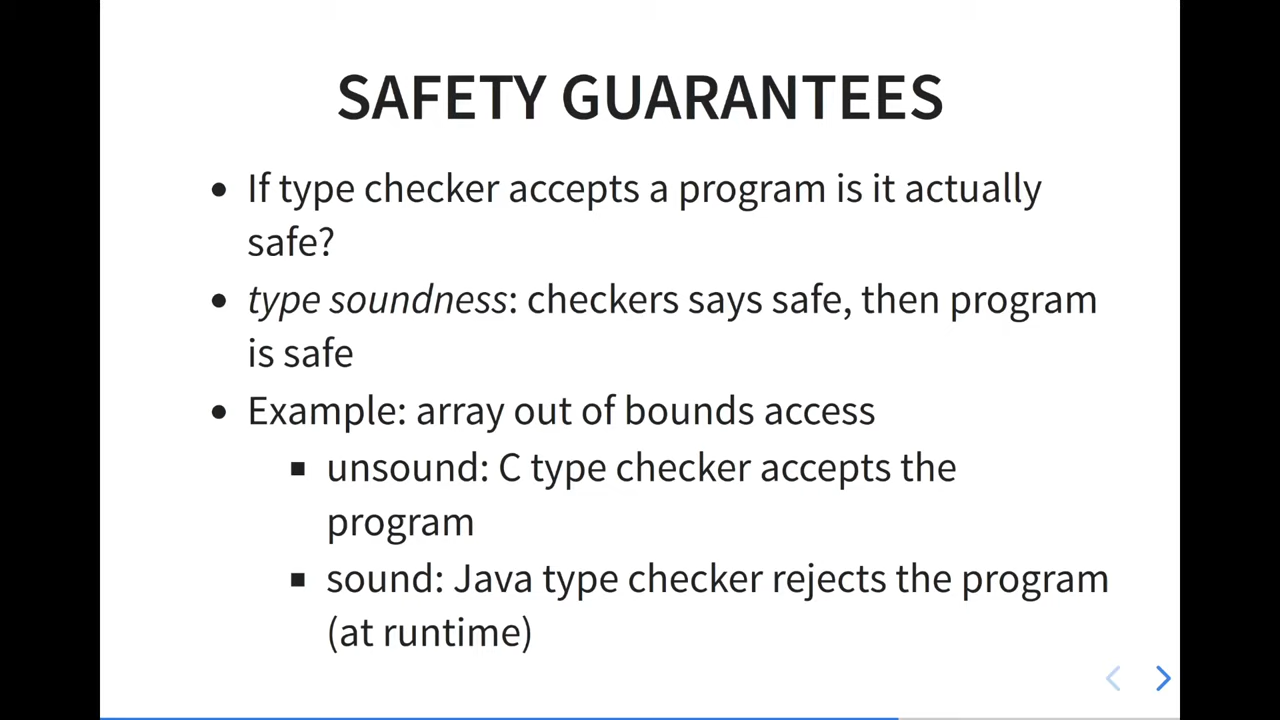 SAFETY GUARANTEES
• If type checker accepts a program is it actually
safe?
• type soundness: checkers says safe, then program
is safe
• Example: array out of bounds access
▪ unsound: C type checker accepts the
program
▪ sound: Java type checker rejects the program
(at runtime)